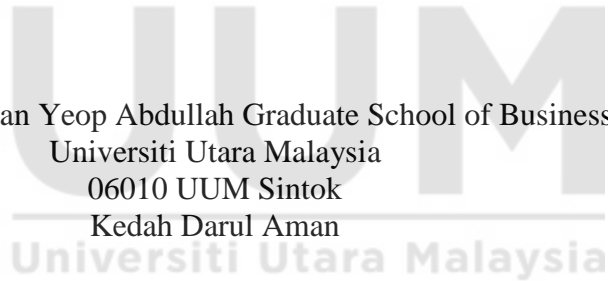 UUM
an Yeop Abdullah Graduate School of Business
Universiti Utara Malaysia
06010 UUM Sintok
Kedah Darul Aman
Universiti Utara Malaysia